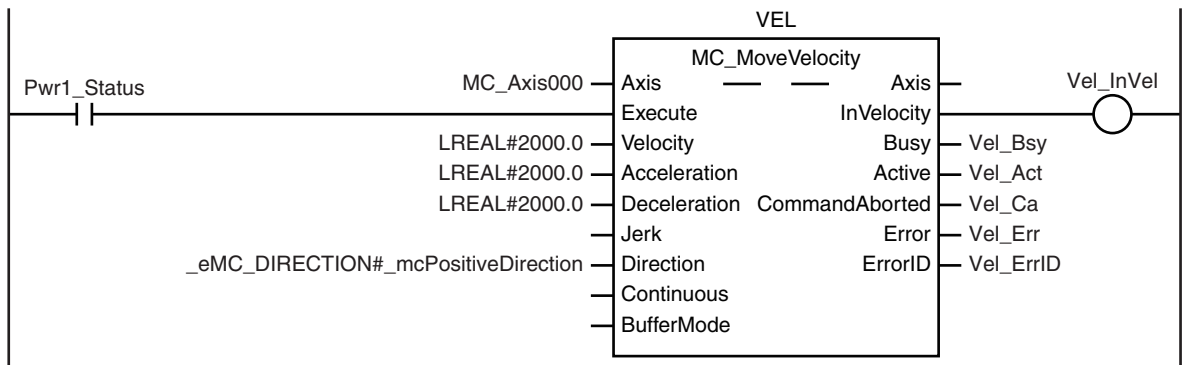 VEL
MC_MoveVelocity
MC_Axis000 Axis Axis
Pwr1_Status Vel_InVel
Execute InVelocity
LREAL#2000.0 Velocity Busy Vel_Bsy
LREAL#2000.0 Acceleration Active Vel_Act
LREAL#2000.0 Deceleration CommandAborted Vel_Ca
Jerk Error Vel_Err
_eMC_DIRECTION#_mcPositiveDirection Direction ErrorID Vel_ErrID
Continuous
BufferMode